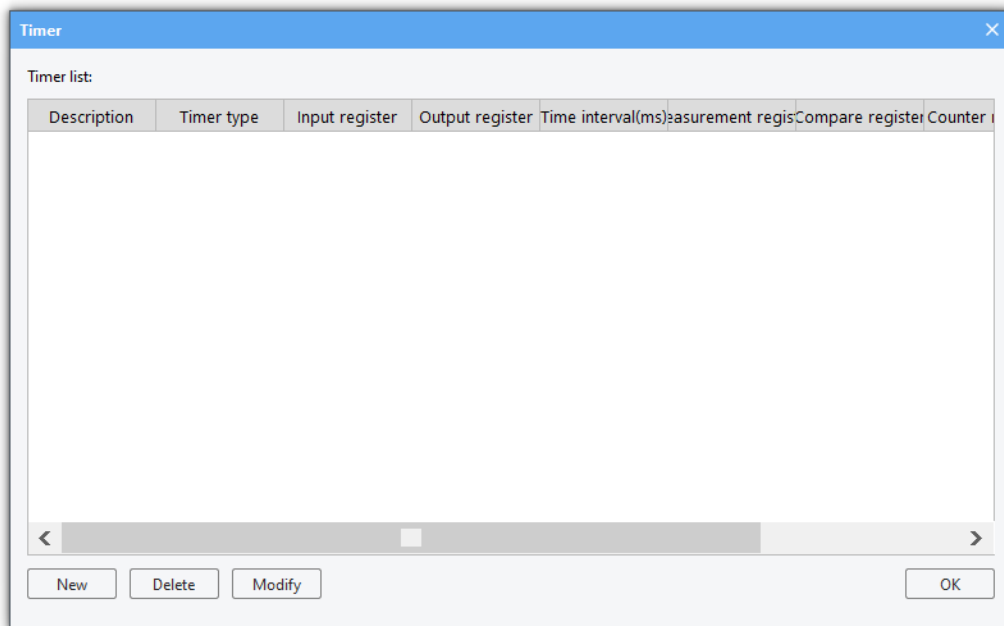 Timer
Timer list:
Description Timer type Input register Output register Time interval(ms) easurement regis Compare register Counter
New Delete Modify OK